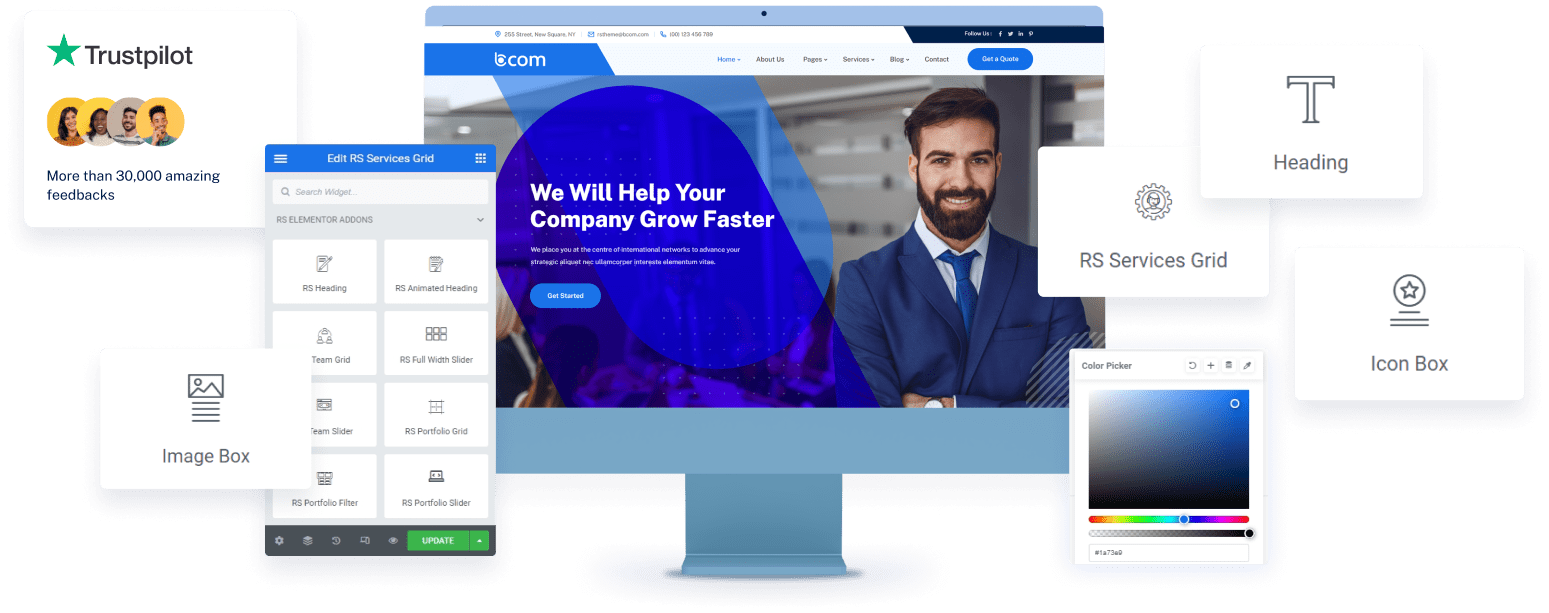 Trustpilot
More than 30,000 amazing
feedbacks
255 Street, New Square, NY
rstheme@bcom.com
(00) 123 456 789
Follow Us :
bcom
Home
About Us
Pages
Services
Blog
Contact
Get a Quote
We Will Help Your
Company Grow Faster
We place you at the centre of international networks to advance your
strategic aliquet nec ullamcorper intereste elementum vitae.
Get Started
Edit RS Services Grid
Search Widget...
RS ELEMENTOR ADDONS
RS Heading
RS Animated Heading
Team Grid
RS Full Width Slider
Team Slider
RS Portfolio Grid
RS Portfolio Filter
RS Portfolio Slider
UPDATE
Image Box
T
Heading
RS Services Grid
Icon Box
Color Picker
#1a73e9